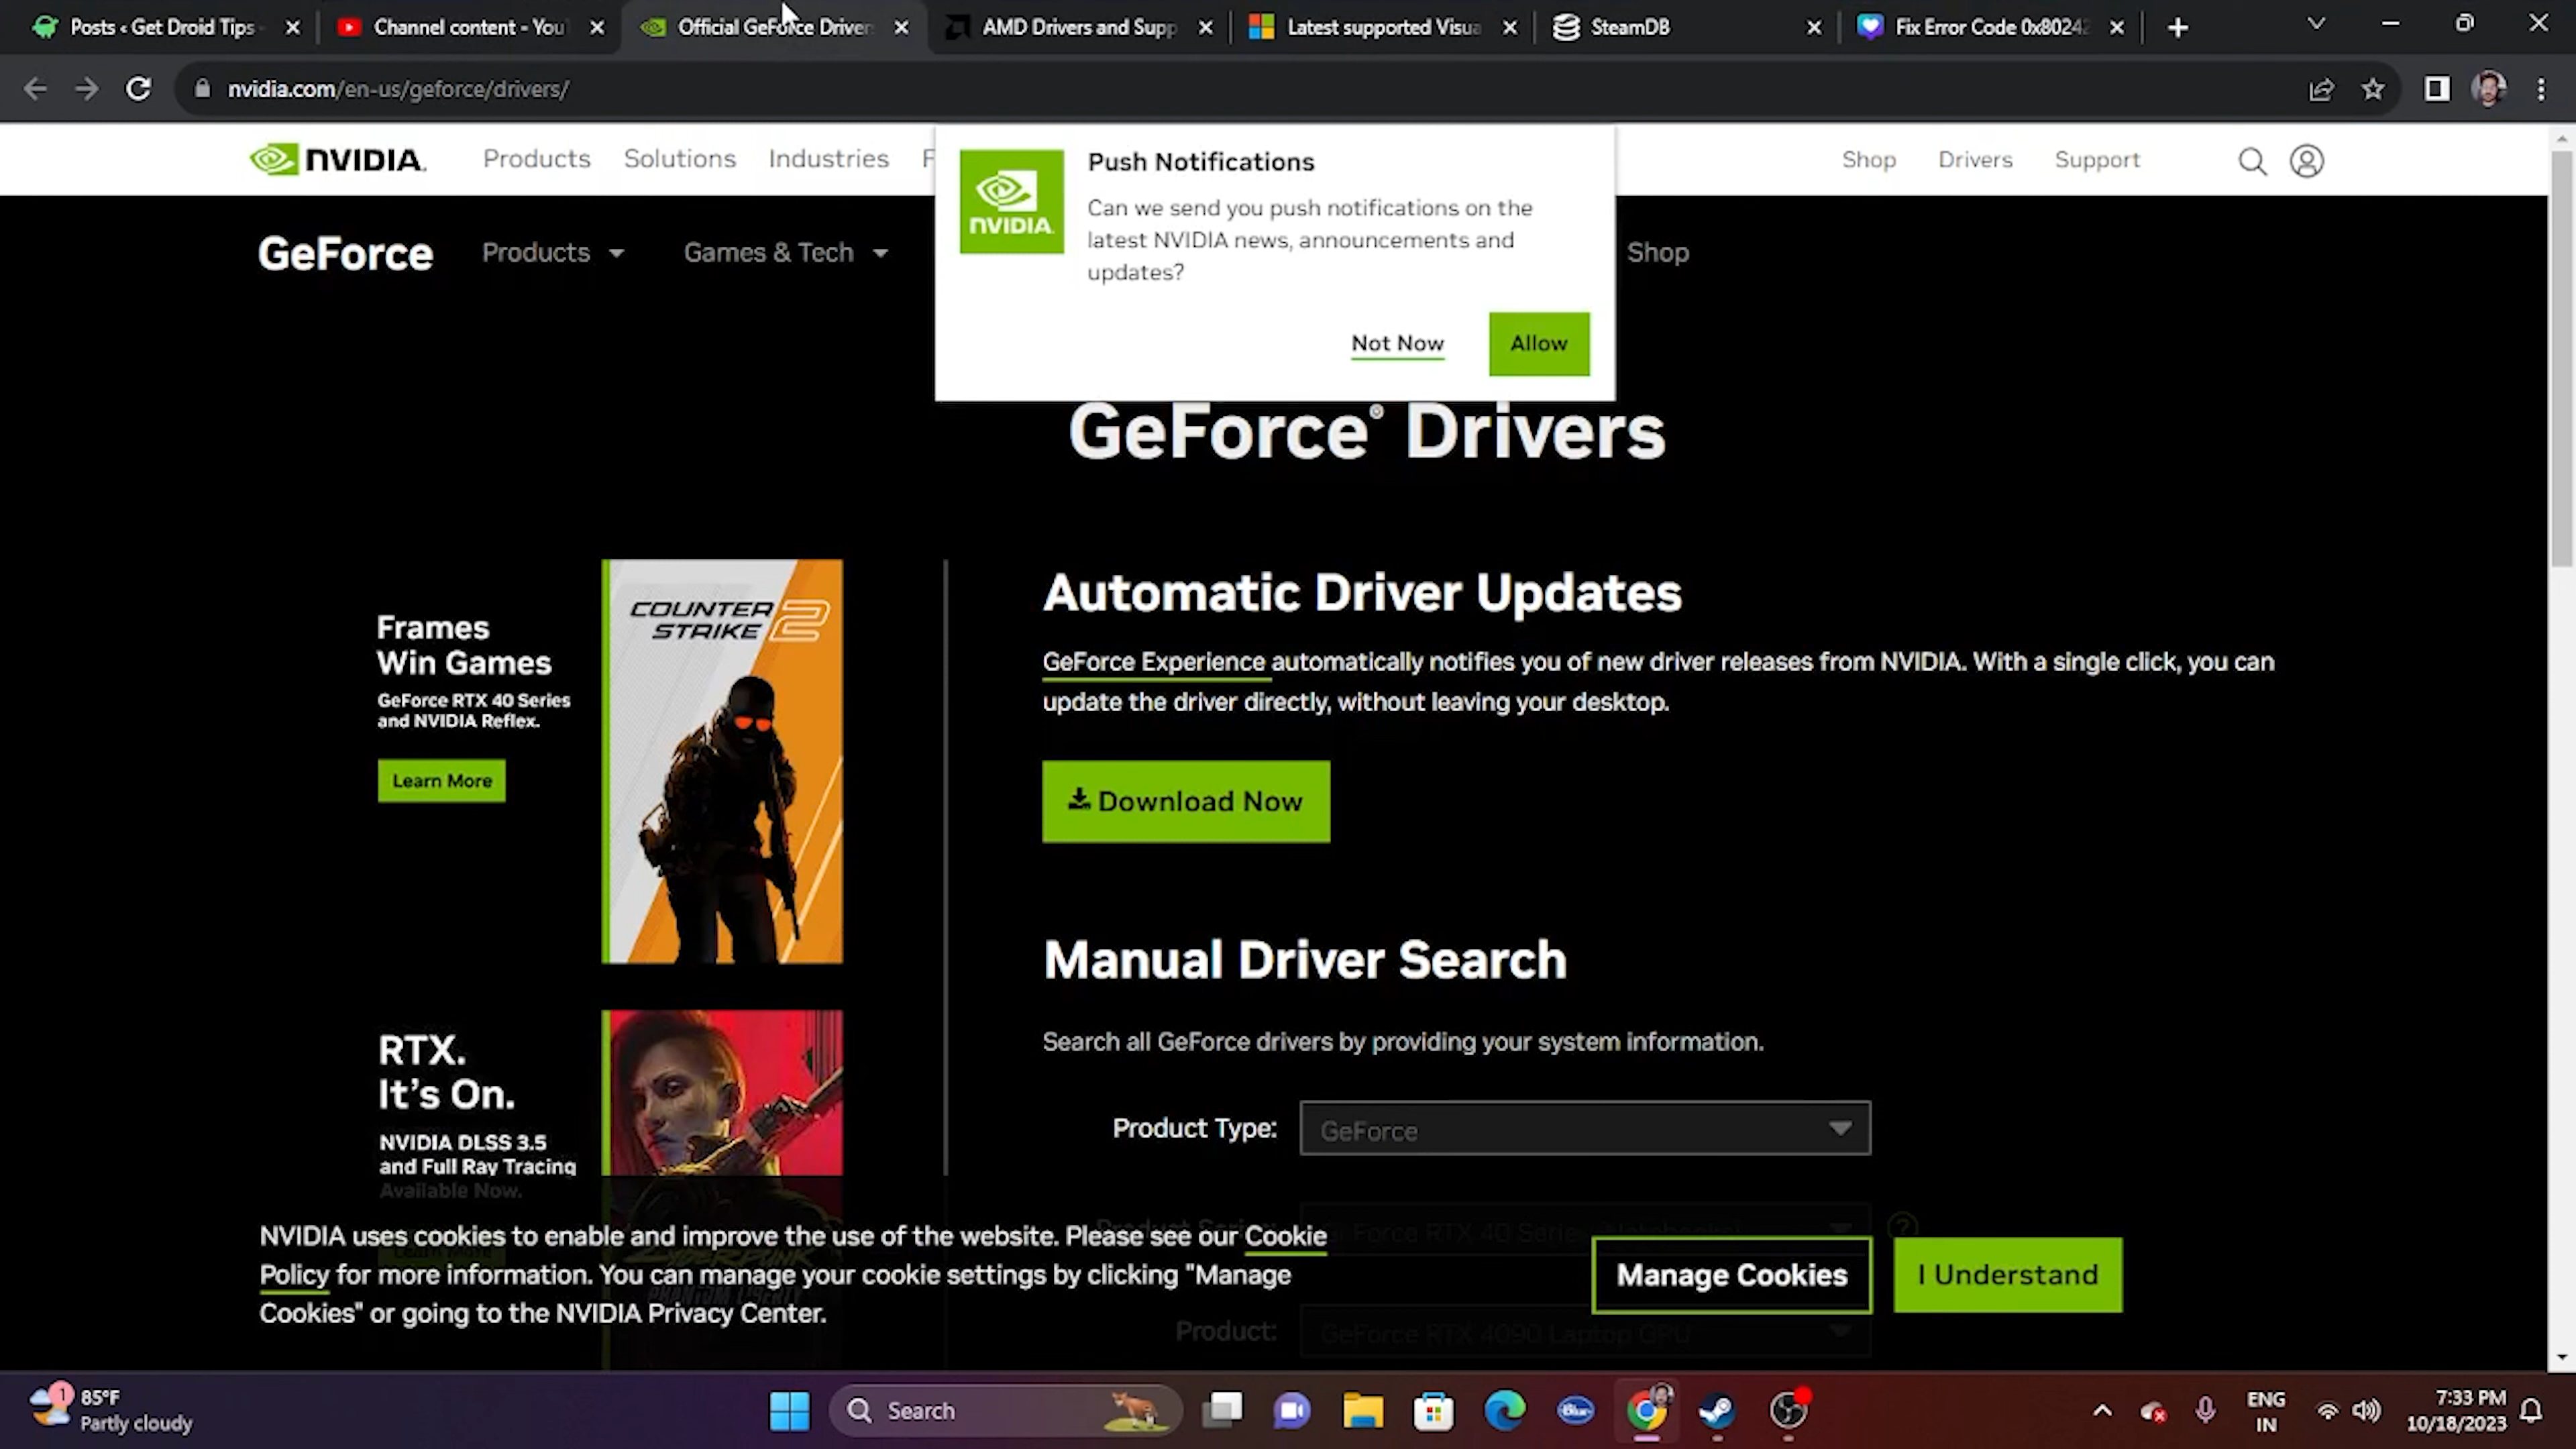 Posts ‹ Get Droid Tips
Channel content - You
Official GeForce Driver
AMD Drivers and Supp
Latest supported Visua
SteamDB
Fix Error Code 0x8024
nvidia.com/en-us/geforce/drivers/
NVIDIA.
Products
Solutions
Industries
Shop
Drivers
Support
GeForce
Products
Games & Tech
Shop
NVIDIA.
Push Notifications
Can we send you push notifications on the
latest NVIDIA news, announcements and
updates?
Not Now
Allow
GeForce® Drivers
Frames
Win Games
GeForce RTX 40 Series
and NVIDIA Reflex.
Learn More
COUNTER
STRIKE 2
Automatic Driver Updates
GeForce Experience automatically notifies you of new driver releases from NVIDIA. With a single click, you can
update the driver directly, without leaving your desktop.
Download Now
Manual Driver Search
Search all GeForce drivers by providing your system information.
Product Type:
GeForce
RTX.
It's On.
NVIDIA DLSS 3.5
and Full Ray Tracing
Available Now.
NVIDIA uses cookies to enable and improve the use of the website. Please see our Cookie
Policy for more information. You can manage your cookie settings by clicking "Manage
Cookies" or going to the NVIDIA Privacy Center.
Manage Cookies
I Understand
Product:
GeForce RTX 4090 Laptop GPU
1
85°F
Partly cloudy
Search
ENG
IN
7:33 PM
10/18/2023